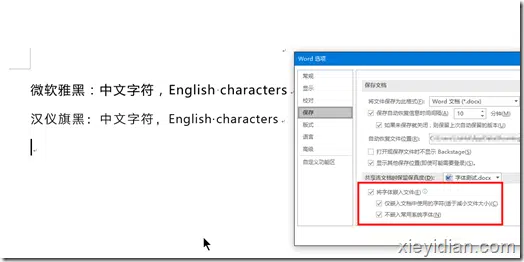 微软雅黑：中文字符，English·characters
汉仪旗黑：中文字符，English·characters
Word 选项
常规
显示
校对
保存
版式
语言
高级
自定义功能区
保存文档
将文件保存为此格式(F): Word 文档 (*.docx)
保存自动恢复信息时间间隔(A) 10 分钟(M)
如果我没保存就关闭，请保留上次自动保留的版本(U)
自动恢复文件位置(R):
打开或保存文件时不显示 Backstage(S)
显示其他保存位置(即使可能需要登录)(S)。
共享该文档时保留保真度(D): 字体测试.docx
将字体嵌入文件(E)
仅嵌入文档中使用的字符(适于减小文件大小)(C)
不嵌入常用系统字体(N)
xieyidian.com